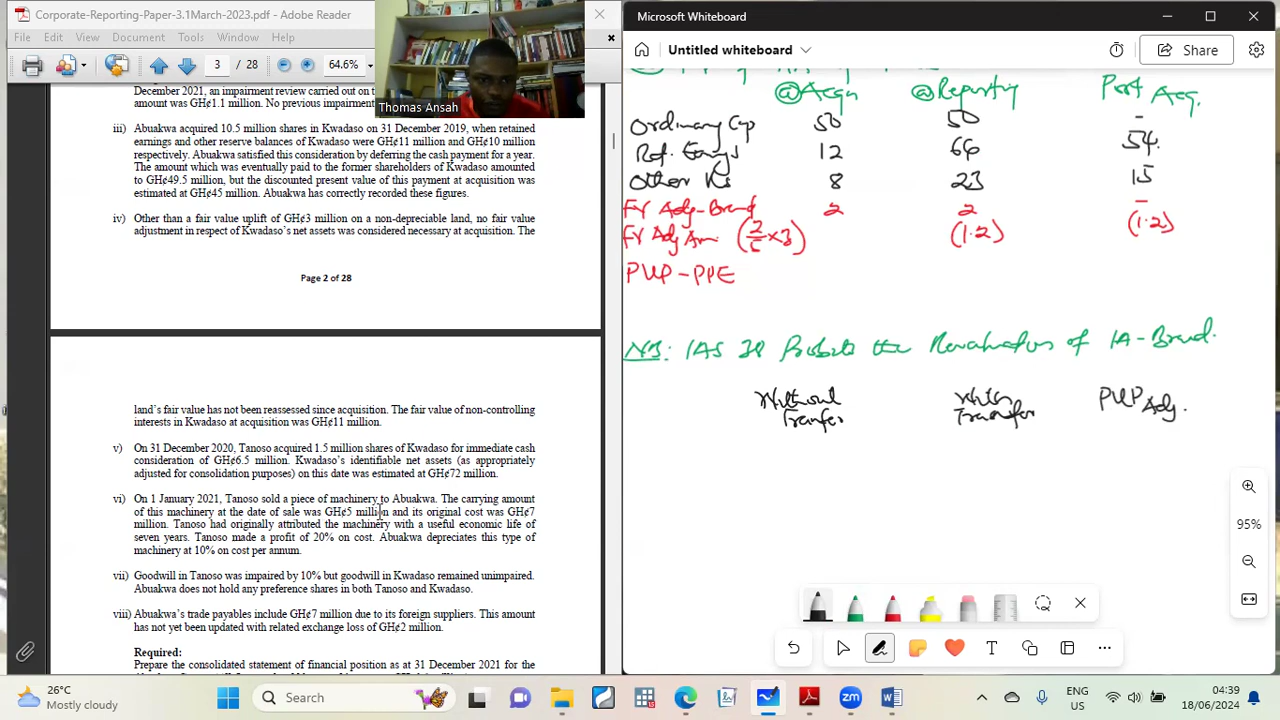 Corporate-Reporting-Paper-3.1March-2023.pdf - Adobe Reader
File Edit View Document Tools Window Help
3 / 28 64.6%
Thomas Ansah
December 2021, an impairment review carried out on t
amount was GH¢1.1 million. No previous impairment
iii) Abuakwa acquired 10.5 million shares in Kwadaso on 31 December 2019, when retained
earnings and other reserve balances of Kwadaso were GH¢11 million and GH¢10 million
respectively. Abuakwa satisfied this consideration by deferring the cash payment for a year.
The amount which was eventually paid to the former shareholders of Kwadaso amounted
to GH¢49.5 million, but the discounted present value of this payment at acquisition was
estimated at GH¢45 million. Abuakwa has correctly recorded these figures.
iv) Other than a fair value uplift of GH¢3 million on a non-depreciable land, no fair value
adjustment in respect of Kwadaso's net assets was considered necessary at acquisition. The
Page 2 of 28
land's fair value has not been reassessed since acquisition. The fair value of non-controlling
interests in Kwadaso at acquisition was GH¢11 million.
v) On 31 December 2020, Tanoso acquired 1.5 million shares of Kwadaso for immediate cash
consideration of GH¢6.5 million. Kwadaso's identifiable net assets (as appropriately
adjusted for consolidation purposes) on this date was estimated at GH¢72 million.
vi) On 1 January 2021, Tanoso sold a piece of machinery to Abuakwa. The carrying amount
of this machinery at the date of sale was GH¢5 million and its original cost was GH¢7
million. Tanoso had originally attributed the machinery with a useful economic life of
seven years. Tanoso made a profit of 20% on cost. Abuakwa depreciates this type of
machinery at 10% on cost per annum.
vii) Goodwill in Tanoso was impaired by 10% but goodwill in Kwadaso remained unimpaired.
Abuakwa does not hold any preference shares in both Tanoso and Kwadaso.
viii) Abuakwa's trade payables include GH¢7 million due to its foreign suppliers. This amount
has not yet been updated with related exchange loss of GH¢2 million.
Required:
Prepare the consolidated statement of financial position as at 31 December 2021 for the
Microsoft Whiteboard
Untitled whiteboard Share
@Acqn @Reporting Post Acq.
Ordinary Cap 50 50 -
Ret. Earngs 12 66 54
Other Rs 8 23 15
FV Adj-Brand 2 2 -
FV Adj Am (2/5 x 3) (1.2) (1.2)
PUP - PPE
NB: IAS 38 the Revaluation of IA-Brand.
Without Tranfer With Transfer PUP Adj.
95%
26°C
Mostly cloudy
Search
ENG
US
04:39
18/06/2024